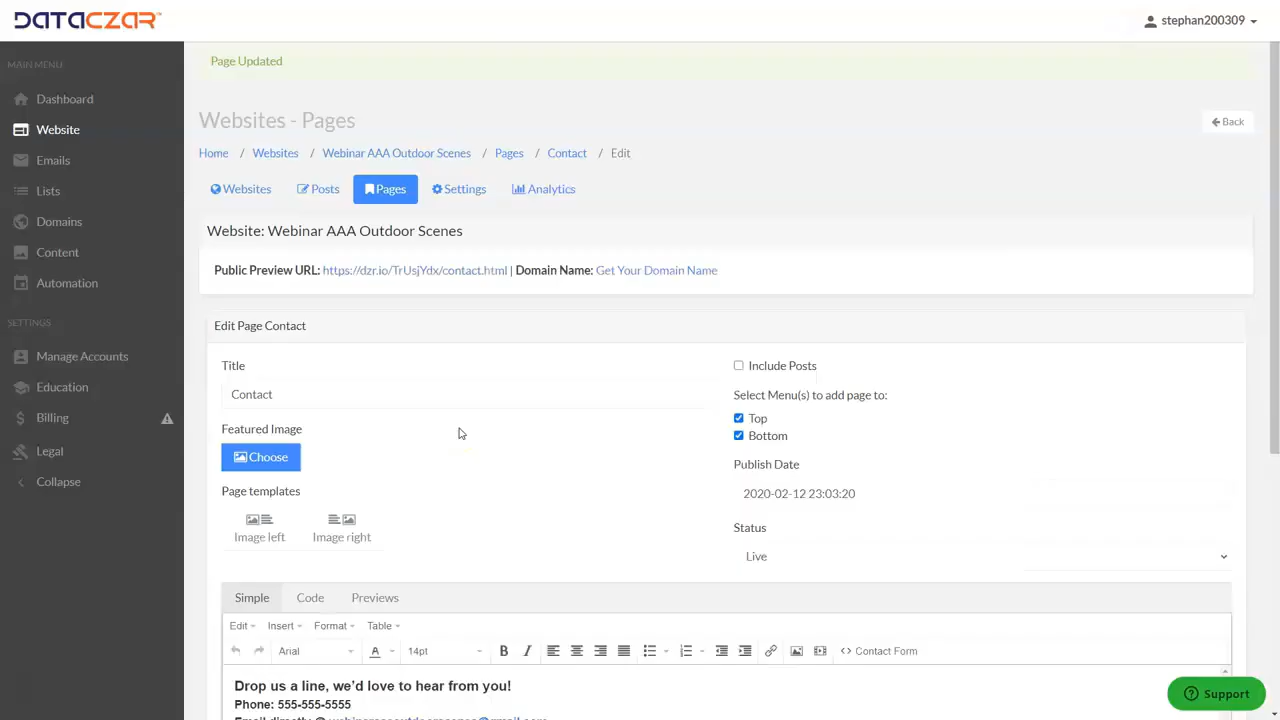 DATACZAR
stephan200309
MAIN MENU
Dashboard
Website
Emails
Lists
Domains
Content
Automation
SETTINGS
Manage Accounts
Education
Billing
Legal
Collapse
Page Updated
Websites - Pages
Back
Home / Websites / Webinar AAA Outdoor Scenes / Pages / Contact / Edit
Websites Posts Pages Settings Analytics
Website: Webinar AAA Outdoor Scenes
Public Preview URL: https://dzr.io/TrUsjYdx/contact.html | Domain Name: Get Your Domain Name
Edit Page Contact
Title
Contact
Featured Image
Choose
Page templates
Image left Image right
Include Posts
Select Menu(s) to add page to:
Top
Bottom
Publish Date
2020-02-12 23:03:20
Status
Live
Simple Code Previews
Edit Insert Format Table
Arial A 14pt B I <> Contact Form
Drop us a line, we'd love to hear from you!
Phone: 555-555-5555
Support